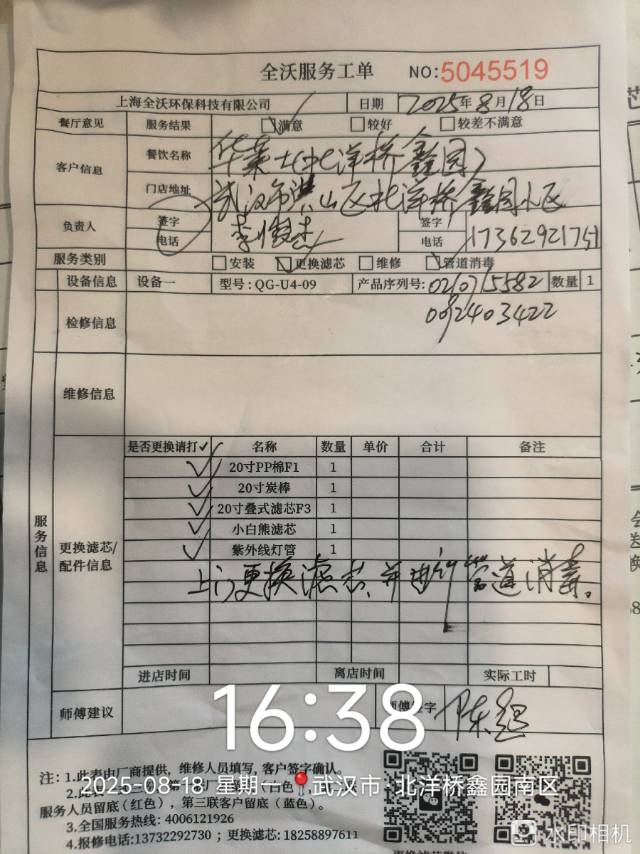 全沃服务工单 NO:5045519
上海全沃环保科技有限公司 日期 2025年8月18日
餐厅意见 服务结果 满意 较好 较差不满意
客户信息 餐饮名称 华莱士(北洋桥鑫园)
门店地址 武汉市洪山区北洋桥鑫园小区
负责人 签字 签字
电话 电话 17362921751
服务类别 安装 更换滤芯 维修 管道消毒
设备信息 设备一 型号:QG-U4-09 产品序列号: 020715582 数量 1
检修信息 092403422
维修信息
服务信息
更换滤芯/配件信息
是否更换请打✓ 名称 数量 单价 合计 备注
✓ 20寸PP棉F1 1
✓ 20寸炭棒 1
✓ 20寸叠式滤芯F3 1
✓ 小白熊滤芯 1
✓ 紫外线灯管 1
上门更换滤芯,并进行管道消毒。
进店时间 离店时间 实际工时
师傅建议 师傅签字
16:38
2025-08-18 星期一 武汉市·北洋桥鑫园南区
注:1.此表由厂商提供,维修人员填写,客户签字确认。
服务人员留底(红色),第三联客户留底(蓝色)。
3.全国服务热线:4006121926
4.报修电话:13732292730;更换滤芯:18258897611
水印相机